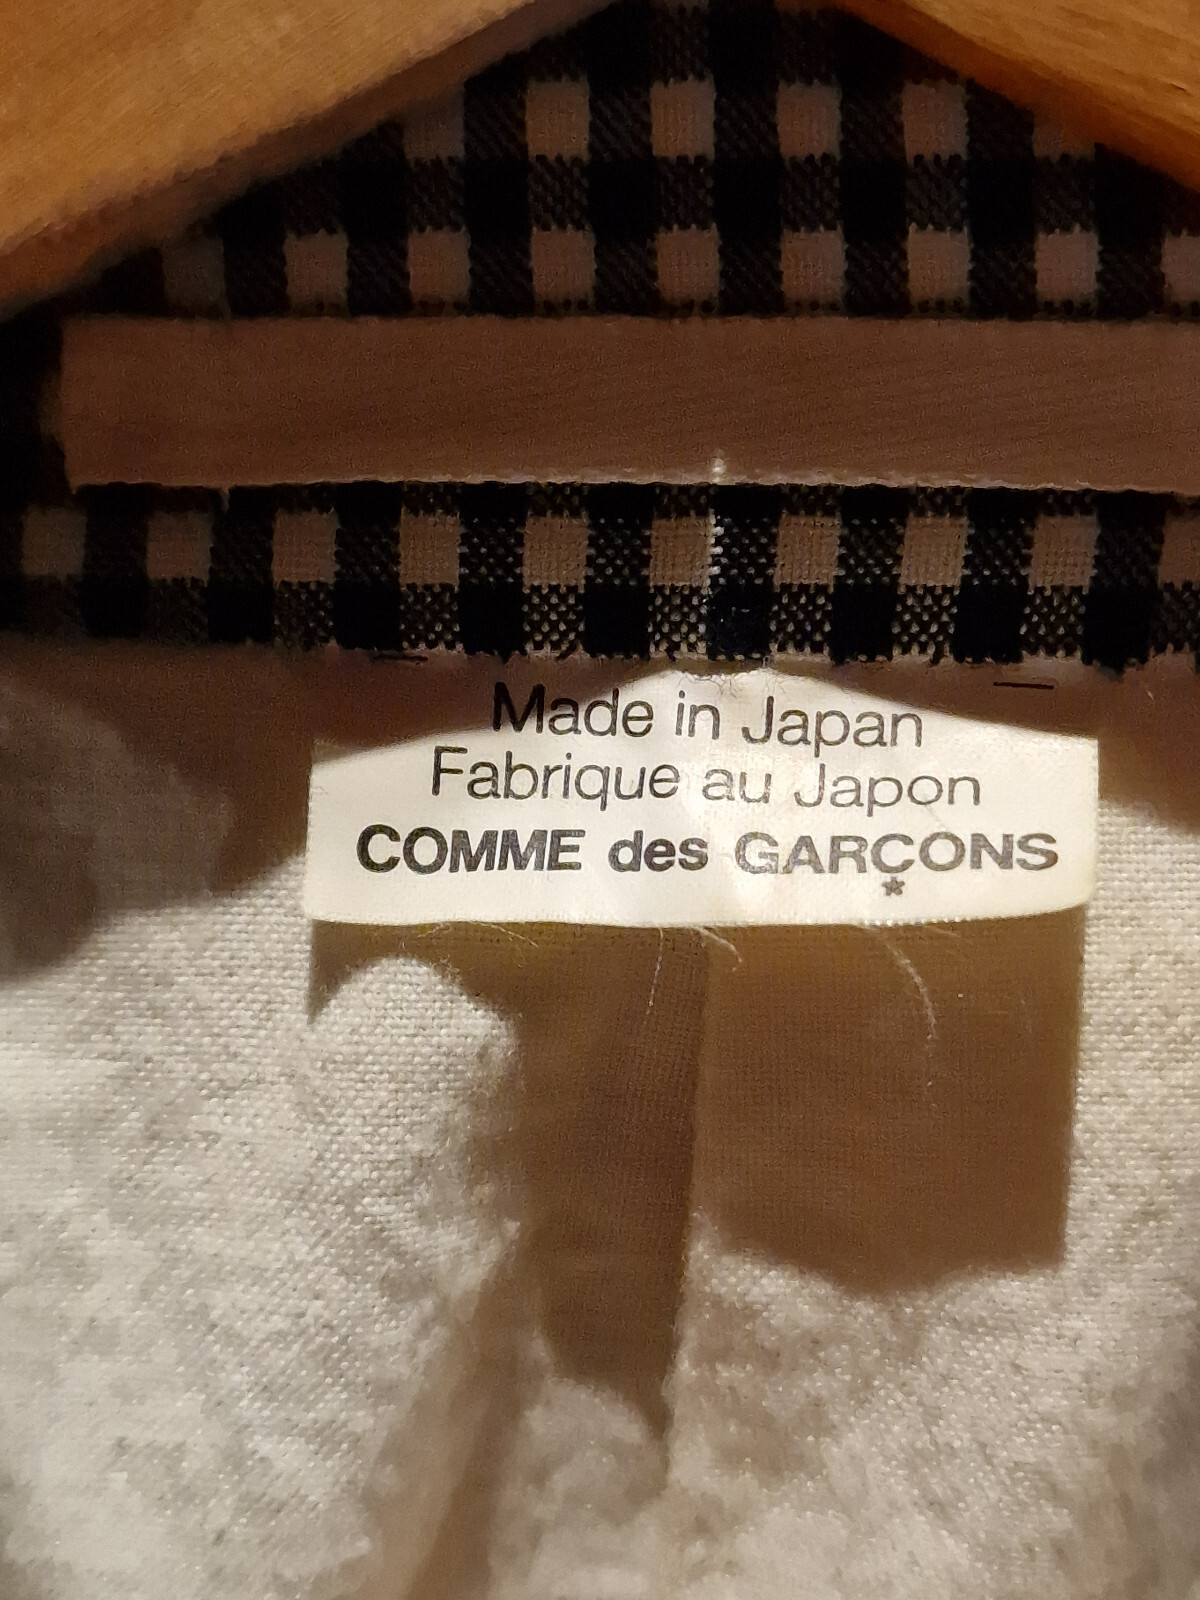 Made in Japan
Fabrique au Japon
COMME des GARÇONS
*